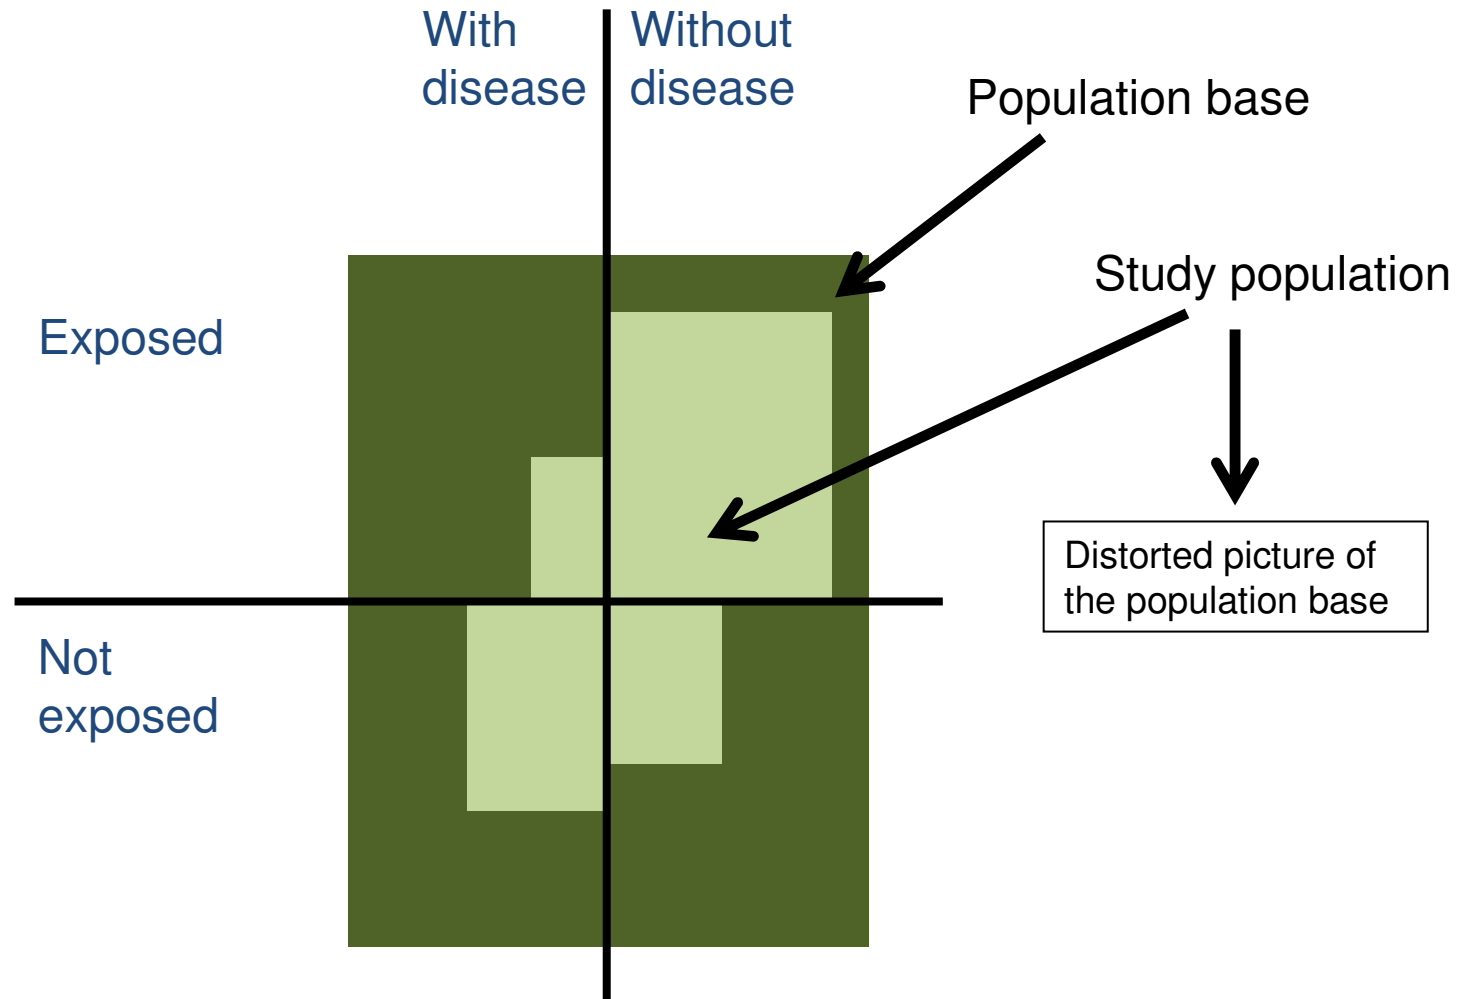 With
disease
Without
disease
Population base
Study population
Exposed
Distorted picture of
the population base
Not
exposed